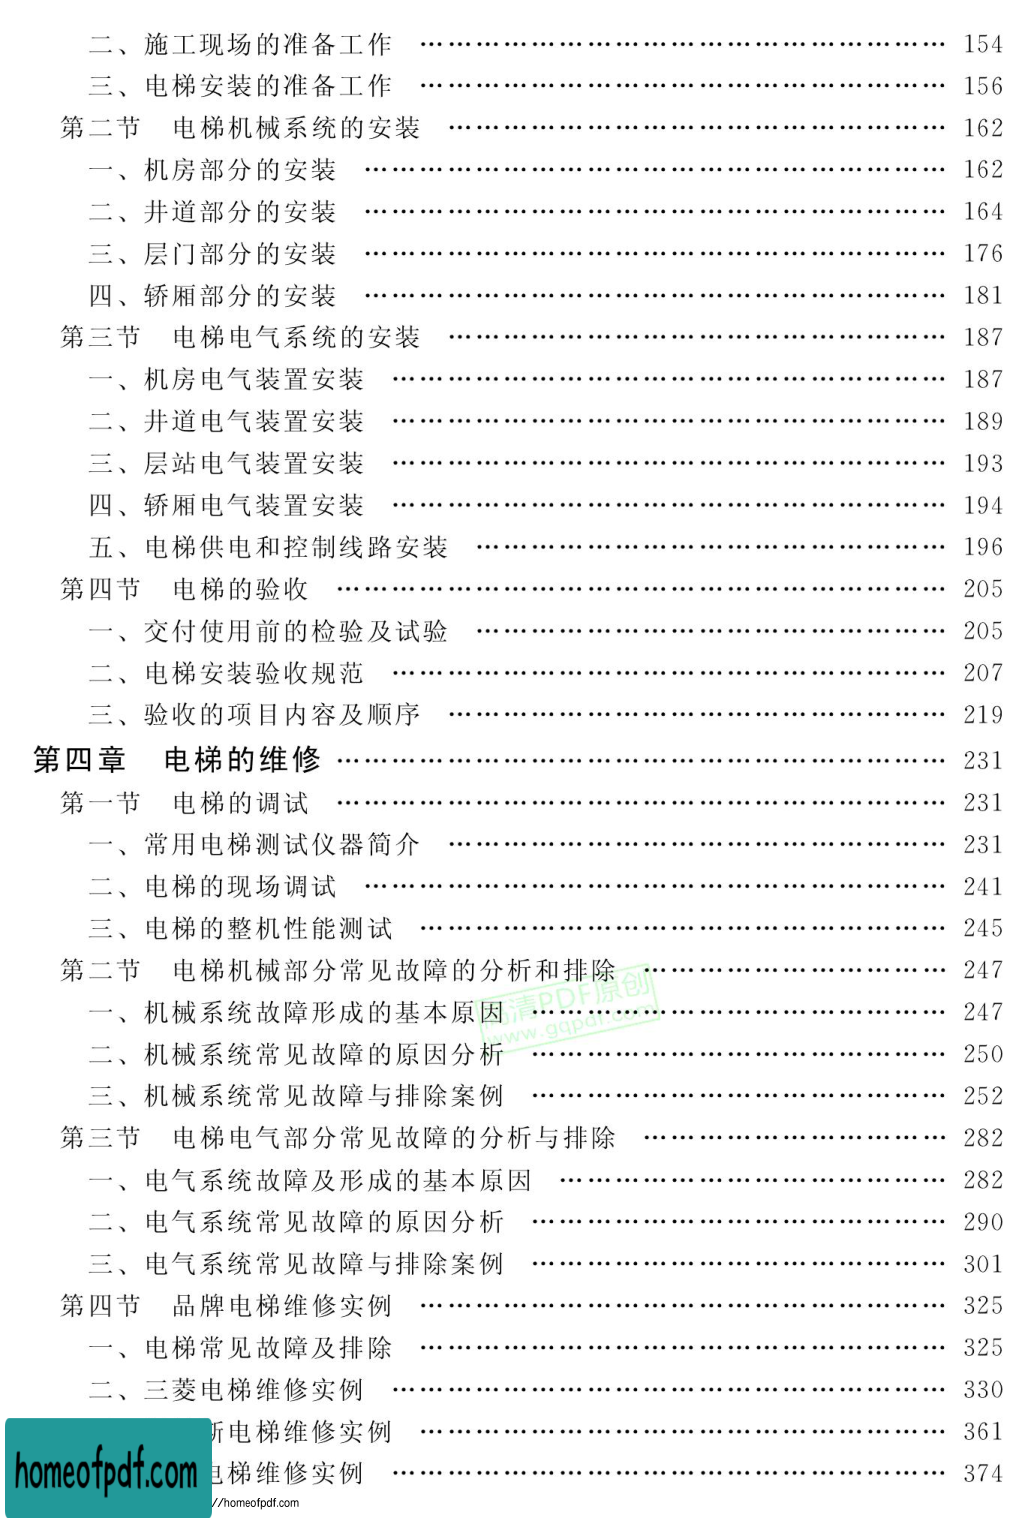 二、施工现场的准备工作 ……………………………………………… 154
三、电梯安装的准备工作 ……………………………………………… 156
第二节 电梯机械系统的安装 …………………………………………… 162
一、机房部分的安装 …………………………………………………… 162
二、井道部分的安装 …………………………………………………… 164
三、层门部分的安装 …………………………………………………… 176
四、轿厢部分的安装 …………………………………………………… 181
第三节 电梯电气系统的安装 …………………………………………… 187
一、机房电气装置安装 ………………………………………………… 187
二、井道电气装置安装 ………………………………………………… 189
三、层站电气装置安装 ………………………………………………… 193
四、轿厢电气装置安装 ………………………………………………… 194
五、电梯供电和控制线路安装 ………………………………………… 196
第四节 电梯的验收 ……………………………………………………… 205
一、交付使用前的检验及试验 ………………………………………… 205
二、电梯安装验收规范 ………………………………………………… 207
三、验收的项目内容及顺序 …………………………………………… 219
第四章 电梯的维修 ……………………………………………………… 231
第一节 电梯的调试 ……………………………………………………… 231
一、常用电梯测试仪器简介 …………………………………………… 231
二、电梯的现场调试 …………………………………………………… 241
三、电梯的整机性能测试 ……………………………………………… 245
第二节 电梯机械部分常见故障的分析和排除 ………………………… 247
一、机械系统故障形成的基本原因 …………………………………… 247
二、机械系统常见故障的原因分析 …………………………………… 250
三、机械系统常见故障与排除案例 …………………………………… 252
第三节 电梯电气部分常见故障的分析与排除 ………………………… 282
一、电气系统故障及形成的基本原因 ………………………………… 282
二、电气系统常见故障的原因分析 …………………………………… 290
三、电气系统常见故障与排除案例 …………………………………… 301
第四节 品牌电梯维修实例 ……………………………………………… 325
一、电梯常见故障及排除 ……………………………………………… 325
二、三菱电梯维修实例 ………………………………………………… 330
斯电梯维修实例 ……………………………………………… 361
电梯维修实例 ………………………………………………… 374
高清PDF原创
www.gqpdf.com
homeofpdf.com
//homeofpdf.com